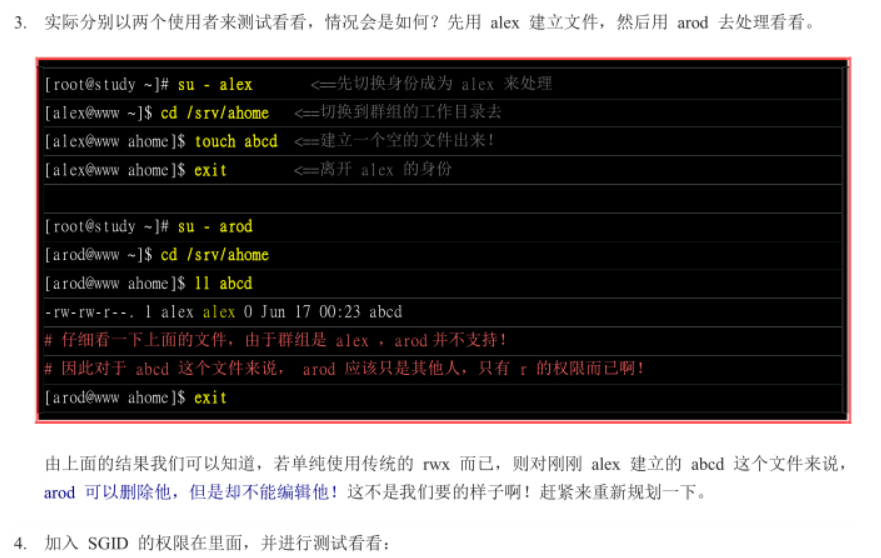 3. 实际分别以两个使用者来测试看看，情况会是如何？先用 alex 建立文件，然后用 arod 去处理看看。
[root@study ~]# su - alex <==先切换身份成为 alex 来处理
[alex@www ~]$ cd /srv/ahome <==切换到群组的工作目录去
[alex@www ahome]$ touch abcd <==建立一个空的文件出来！
[alex@www ahome]$ exit <==离开 alex 的身份
[root@study ~]# su - arod
[arod@www ~]$ cd /srv/ahome
[arod@www ahome]$ ll abcd
-rw-rw-r--. 1 alex alex 0 Jun 17 00:23 abcd
# 仔细看一下上面的文件，由于群组是 alex ，arod 并不支持！
# 因此对于 abcd 这个文件来说， arod 应该只是其他人，只有 r 的权限而已啊！
[arod@www ahome]$ exit
由上面的结果我们可以知道，若单纯使用传统的 rwx 而已，则对刚刚 alex 建立的 abcd 这个文件来说，
arod 可以删除他，但是却不能编辑他！这不是我们要的样子啊！赶紧来重新规划一下。
4. 加入 SGID 的权限在里面，并进行测试看看：